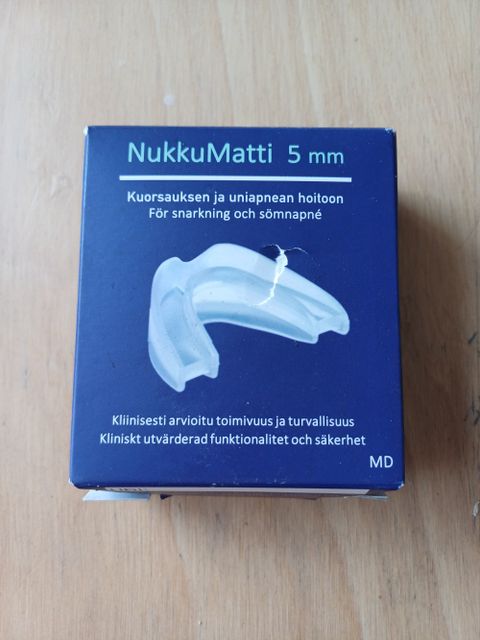 NukkuMatti 5 mm
Kuorsauksen ja uniapnean hoitoon
För snarkning och sömnapné
Kliinisesti arvioitu toimivuus ja turvallisuus
Kliniskt utvärderad funktionalitet och säkerhet
MD